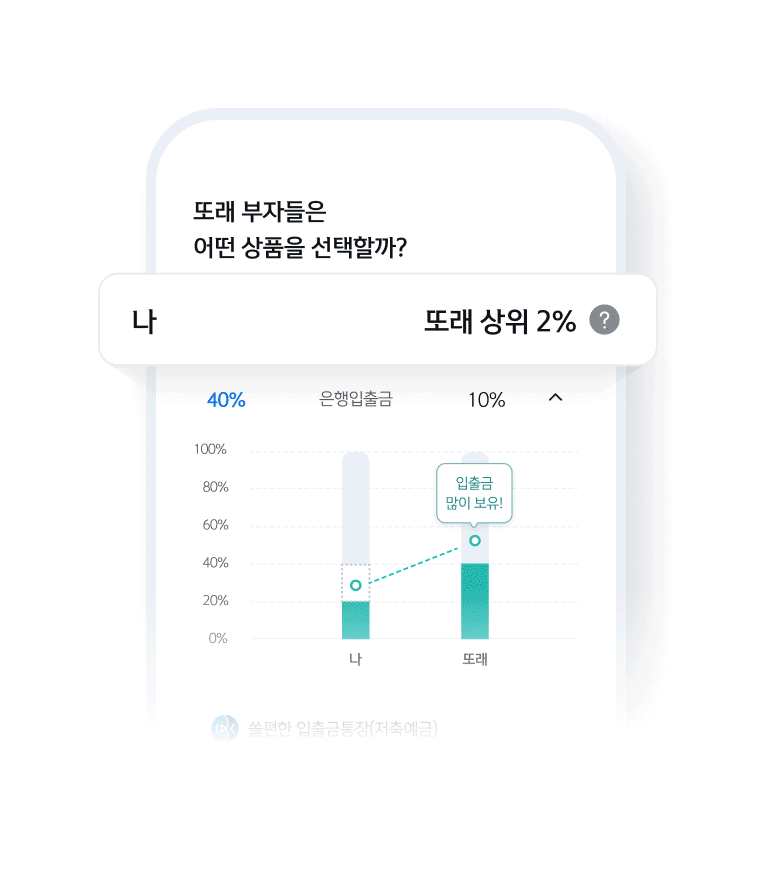 또래 부자들은
어떤 상품을 선택할까?
나 또래 상위 2% ?
40% 은행입출금 10%
100%
80%
입출금
많이 보유!
60%
40%
20%
0%
나 또래
쏠편한 입출금통장(저축예금)